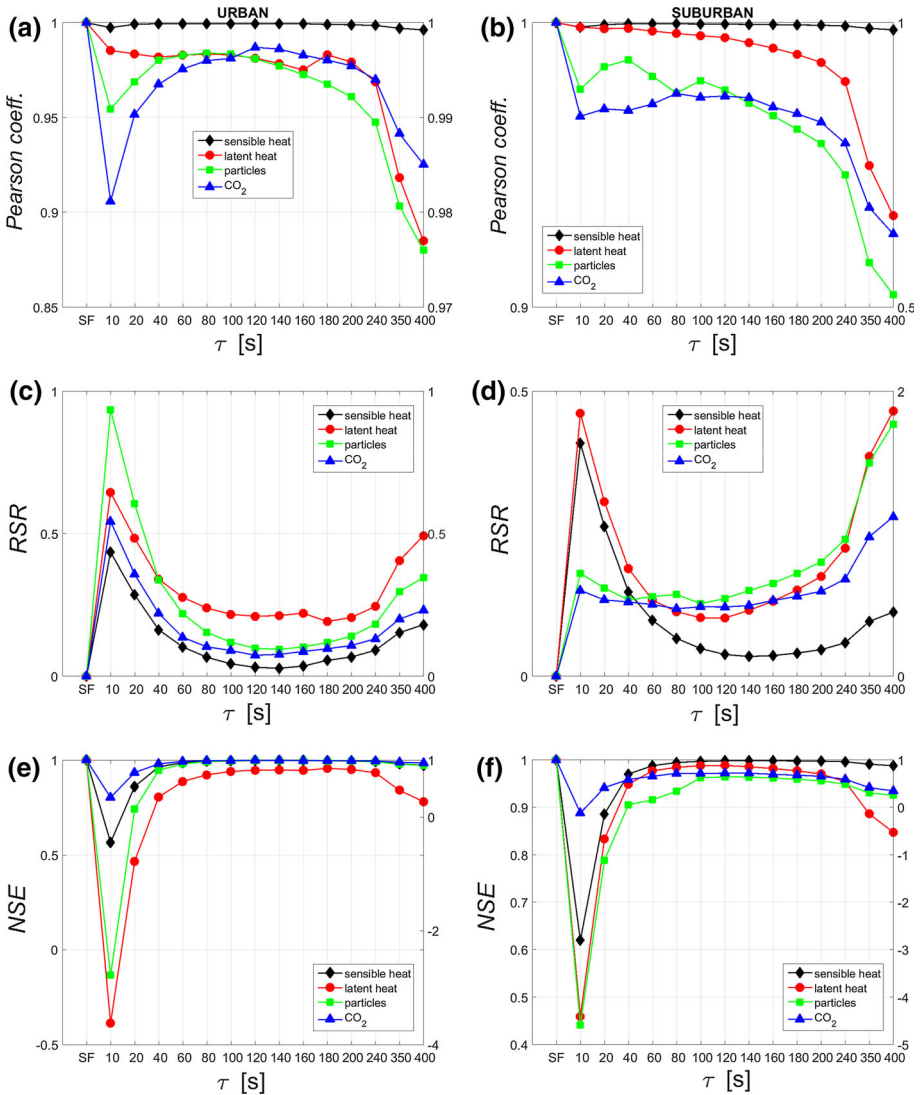 URBAN
(a)
1
0.95
0.9
0.85
Pearson coeff.
1
0.99
0.98
0.97
sensible heat
latent heat
particles
CO2
SF 10 20 40 60 80 100 120 140 160 180 200 240 350 400
τ [s]
SUBURBAN
(b)
1
0.9
Pearson coeff.
1
0.5
sensible heat
latent heat
particles
CO2
SF 10 20 40 60 80 100 120 140 160 180 200 240 350 400
τ [s]
(c)
1
0.5
0
RSR
1
0.5
0
sensible heat
latent heat
particles
CO2
SF 10 20 40 60 80 100 120 140 160 180 200 240 350 400
τ [s]
(d)
0.5
0
RSR
2
0
sensible heat
latent heat
particles
CO2
SF 10 20 40 60 80 100 120 140 160 180 200 240 350 400
τ [s]
(e)
1
0.5
0
-0.5
NSE
1
0
-2
-4
sensible heat
latent heat
particles
CO2
SF 10 20 40 60 80 100 120 140 160 180 200 240 350 400
τ [s]
(f)
1
0.9
0.8
0.7
0.6
0.5
0.4
NSE
1
0
-1
-2
-3
-4
-5
sensible heat
latent heat
particles
CO2
SF 10 20 40 60 80 100 120 140 160 180 200 240 350 400
τ [s]